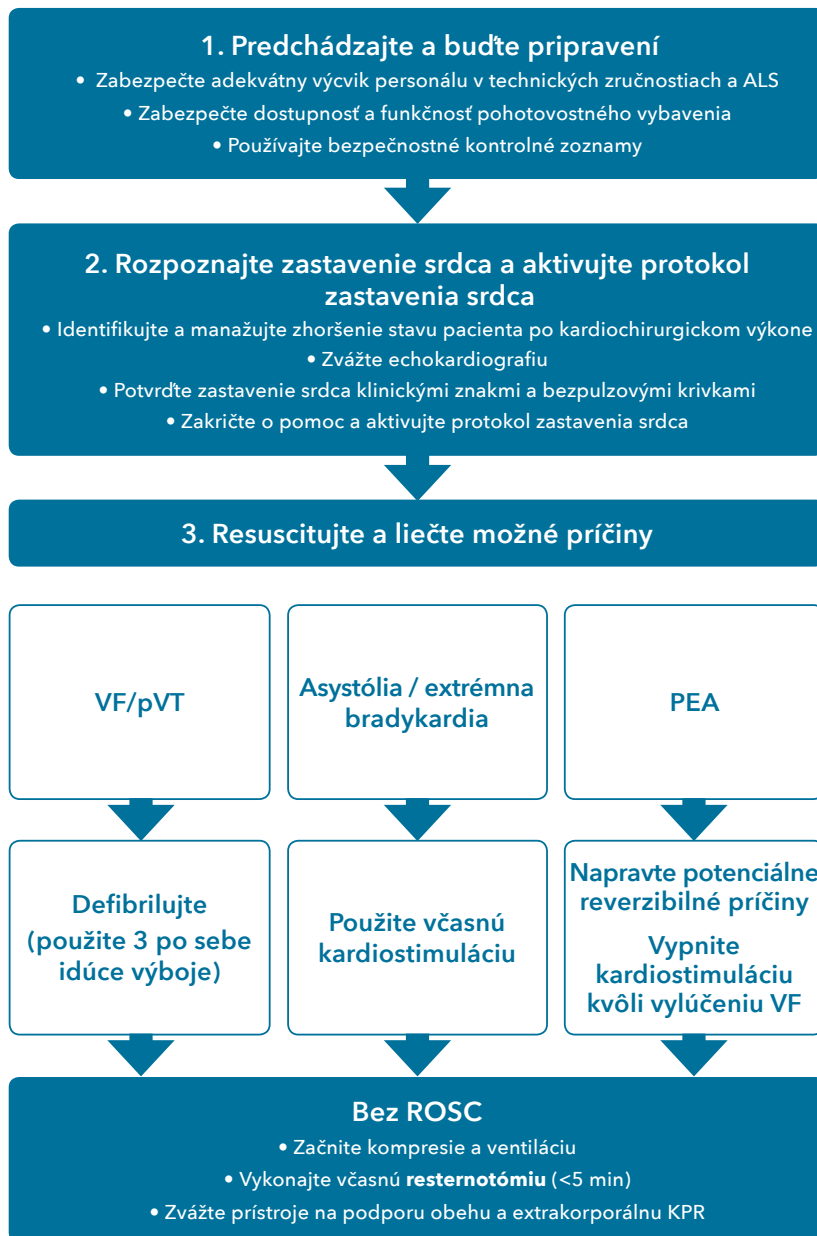 1. Predchádzajte a buďte pripravení
• Zabezpečte adekvátny výcvik personálu v technických zručnostiach a ALS
• Zabezpečte dostupnosť a funkčnosť pohotovostného vybavenia
• Používajte bezpečnostné kontrolné zoznamy
2. Rozpoznajte zastavenie srdca a aktivujte protokol
zastavenia srdca
• Identifikujte a manažujte zhoršenie stavu pacienta po kardiochirurgickom výkone
• Zvážte echokardiografiu
• Potvrďte zastavenie srdca klinickými znakmi a bezpulzovými krivkami
• Zakričte o pomoc a aktivujte protokol zastavenia srdca
3. Resuscitujte a liečte možné príčiny
VF/pVT
Asystólia / extrémna
bradykardia
PEA
Defibrilujte
(použite 3 po sebe
idúce výboje)
Použite včasnú
kardiostimuláciu
Napravte potenciálne
reverzibilné príčiny
Vypnite
kardiostimuláciu
kvôli vylúčeniu VF
Bez ROSC
• Začnite kompresie a ventiláciu
• Vykonajte včasnú resternotómiu (<5 min)
• Zvážte prístroje na podporu obehu a extrakorporálnu KPR